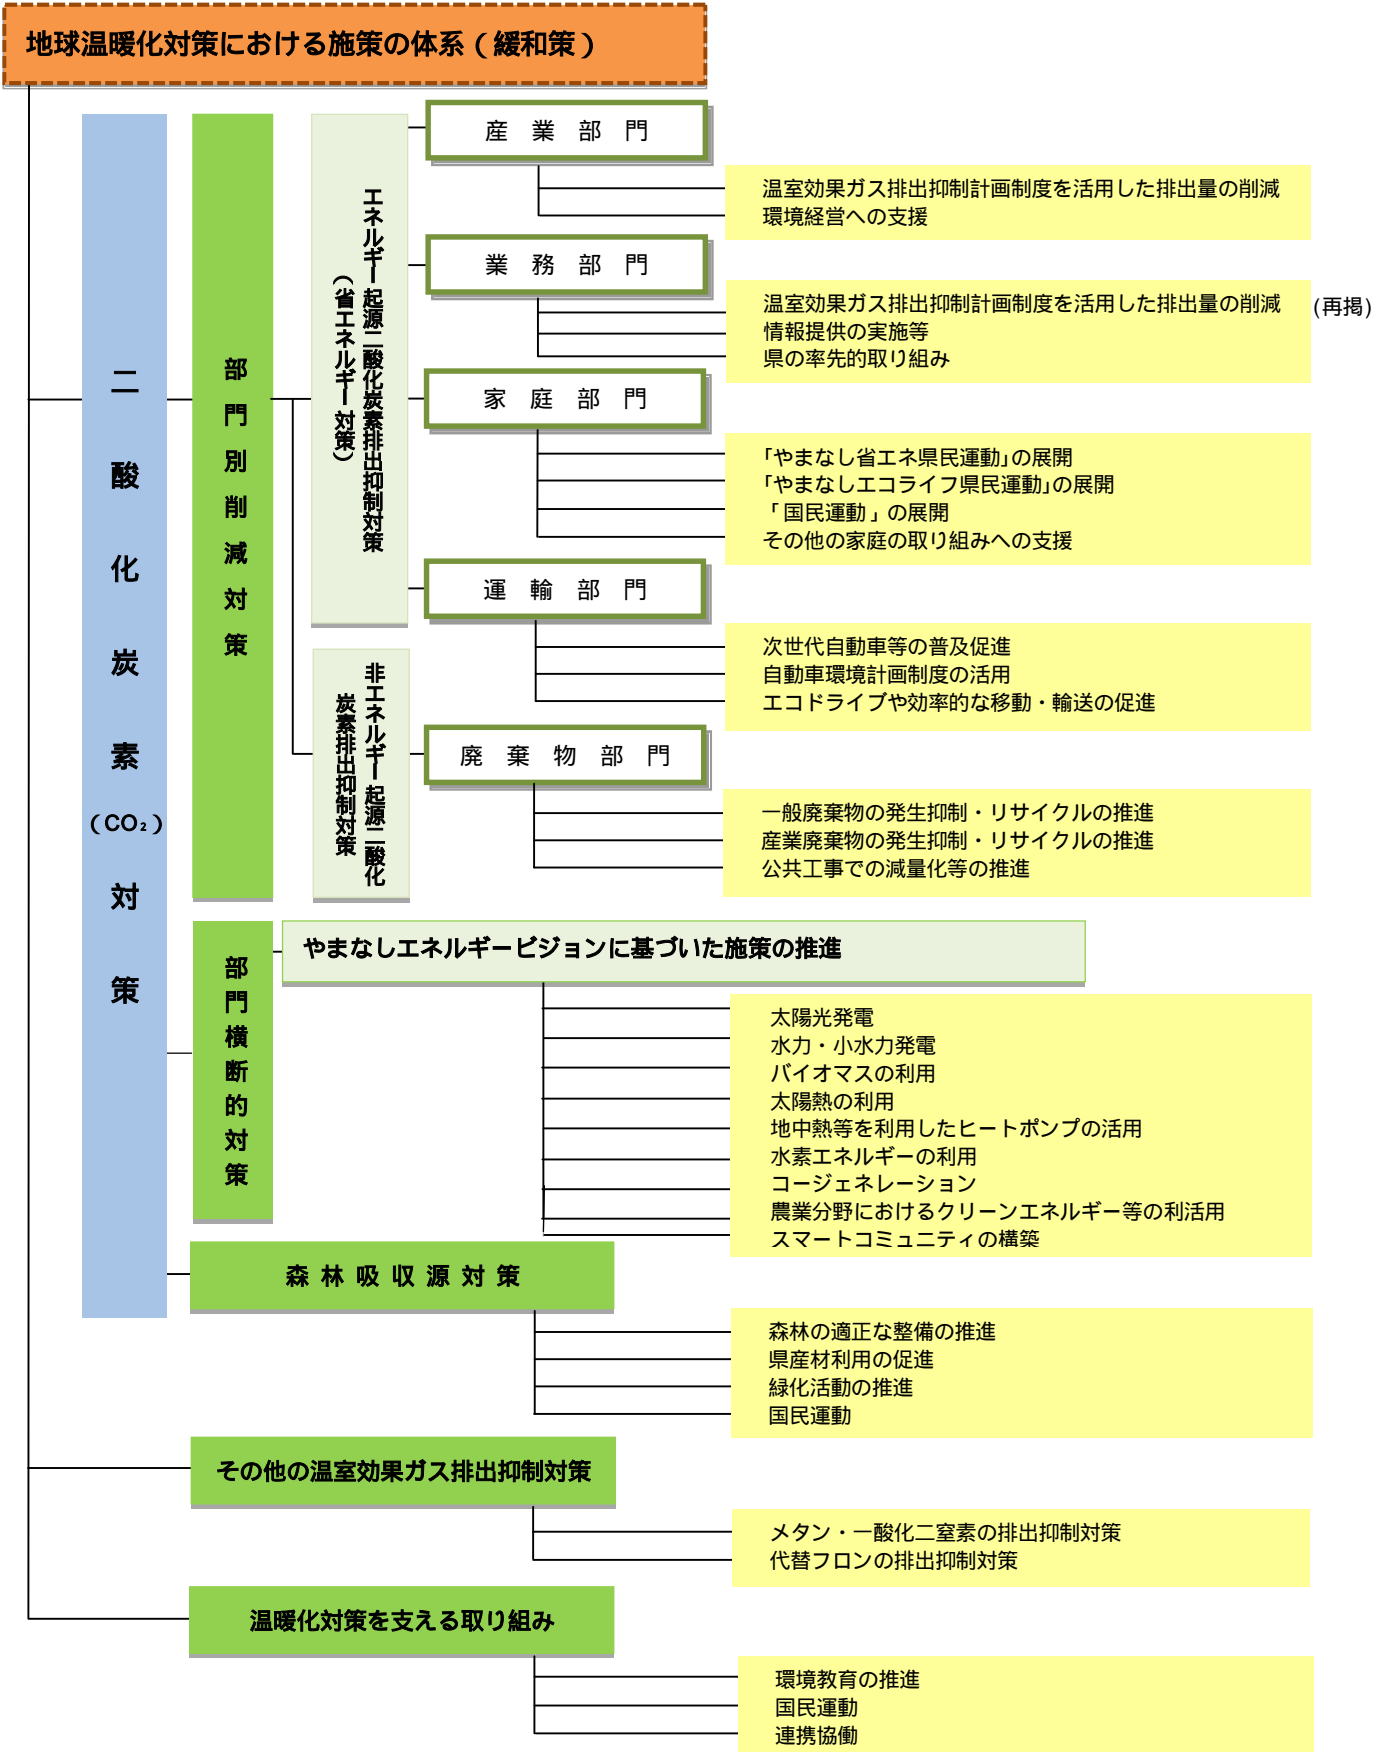 地球温暖化対策における施策の体系（緩和策）
二酸化炭素（CO₂）対策
部門別削減対策
エネルギー起源二酸化炭素排出抑制対策
（省エネルギー対策）
産業部門
温室効果ガス排出抑制計画制度を活用した排出量の削減
環境経営への支援
業務部門
温室効果ガス排出抑制計画制度を活用した排出量の削減 (再掲)
情報提供の実施等
県の率先的取り組み
家庭部門
「やまなし省エネ県民運動」の展開
「やまなしエコライフ県民運動」の展開
「国民運動」の展開
その他の家庭の取り組みへの支援
運輸部門
次世代自動車等の普及促進
自動車環境計画制度の活用
エコドライブや効率的な移動・輸送の促進
非エネルギー起源二酸化
炭素排出抑制対策
廃棄物部門
一般廃棄物の発生抑制・リサイクルの推進
産業廃棄物の発生抑制・リサイクルの推進
公共工事での減量化等の推進
部門横断的対策
やまなしエネルギービジョンに基づいた施策の推進
太陽光発電
水力・小水力発電
バイオマスの利用
太陽熱の利用
地中熱等を利用したヒートポンプの活用
水素エネルギーの利用
コージェネレーション
農業分野におけるクリーンエネルギー等の利活用
スマートコミュニティの構築
森林吸収源対策
森林の適正な整備の推進
県産材利用の促進
緑化活動の推進
国民運動
その他の温室効果ガス排出抑制対策
メタン・一酸化二窒素の排出抑制対策
代替フロンの排出抑制対策
温暖化対策を支える取り組み
環境教育の推進
国民運動
連携協働